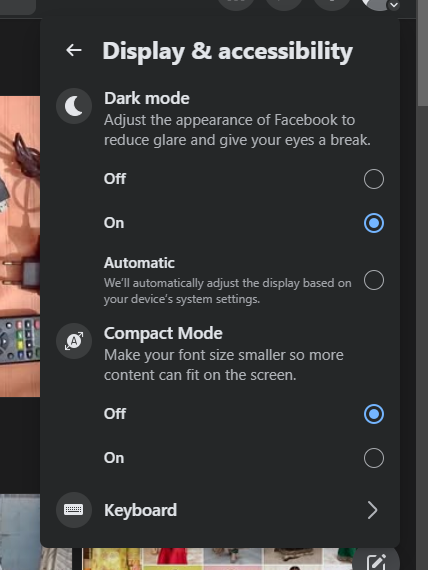 Display & accessibility
Dark mode
Adjust the appearance of Facebook to
reduce glare and give your eyes a break.
Off
On
Automatic
We'll automatically adjust the display based on
your device's system settings.
Compact Mode
Make your font size smaller so more
content can fit on the screen.
Off
On
Keyboard